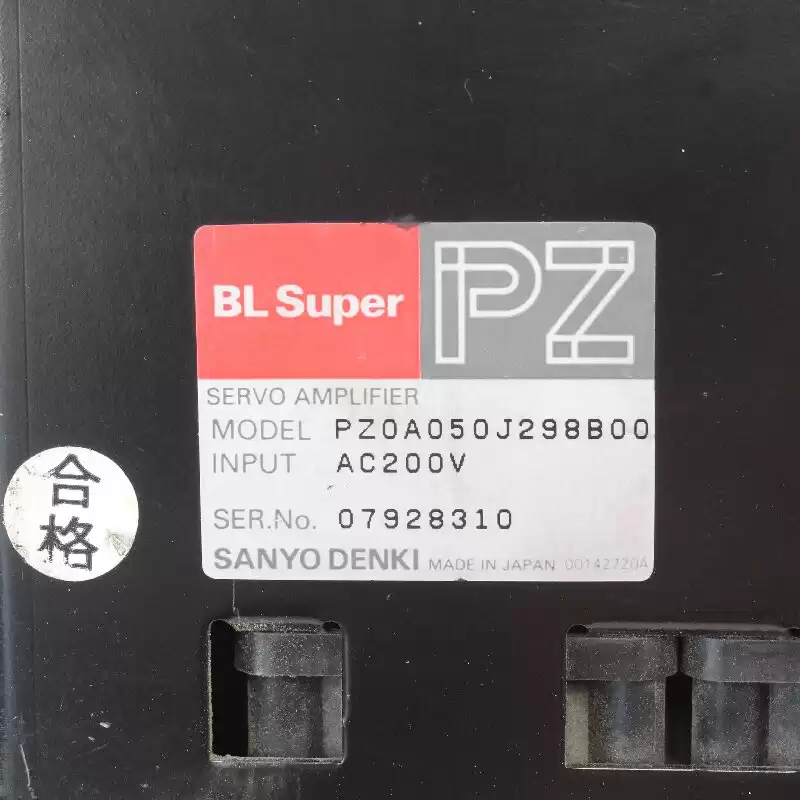 BL Super
PZ
SERVO AMPLIFIER
MODEL PZ0A050J298B00
INPUT AC200V
SER.No. 07928310
SANYO DENKI MADE IN JAPAN 00142720A
合格